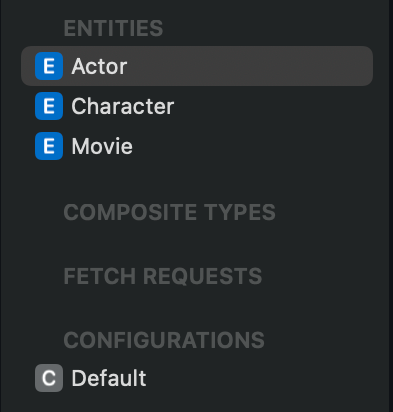 ENTITIES
E Actor
E Character
E Movie
COMPOSITE TYPES
FETCH REQUESTS
CONFIGURATIONS
C Default